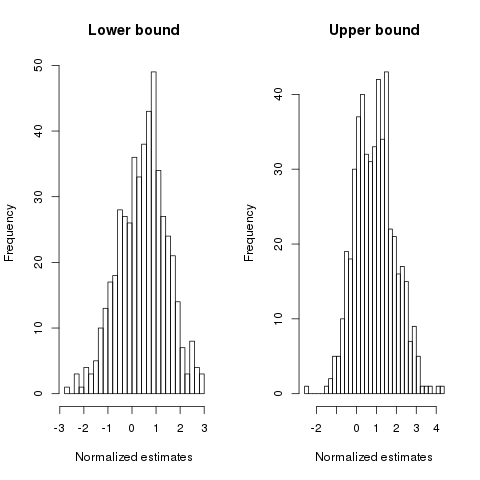 Lower bound
Upper bound
Frequency
0 10 20 30 40 50
-3 -2 -1 0 1 2 3
Normalized estimates
Frequency
0 10 20 30 40
-2 0 1 2 3 4
Normalized estimates